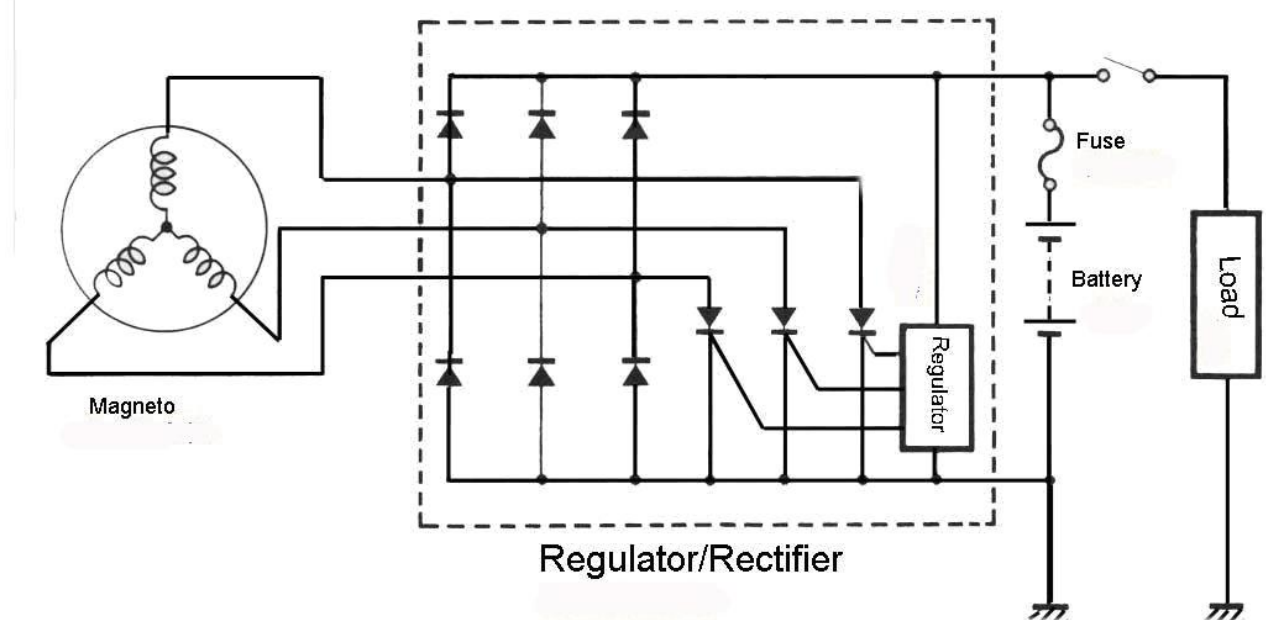 Fuse
Battery
Load
Regulator
Magneto
Regulator/Rectifier